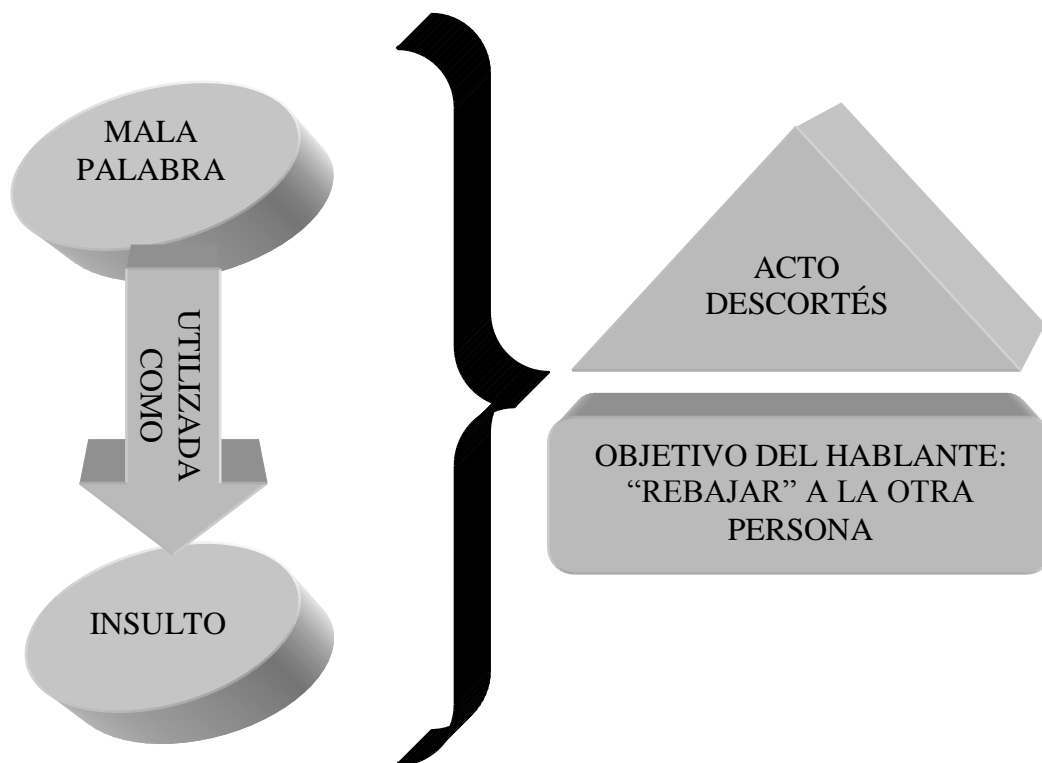 MALA
PALABRA
UTILIZADA
COMO
INSULTO
ACTO
DESCORTÉS
OBJETIVO DEL HABLANTE:
“REBAJAR” A LA OTRA
PERSONA